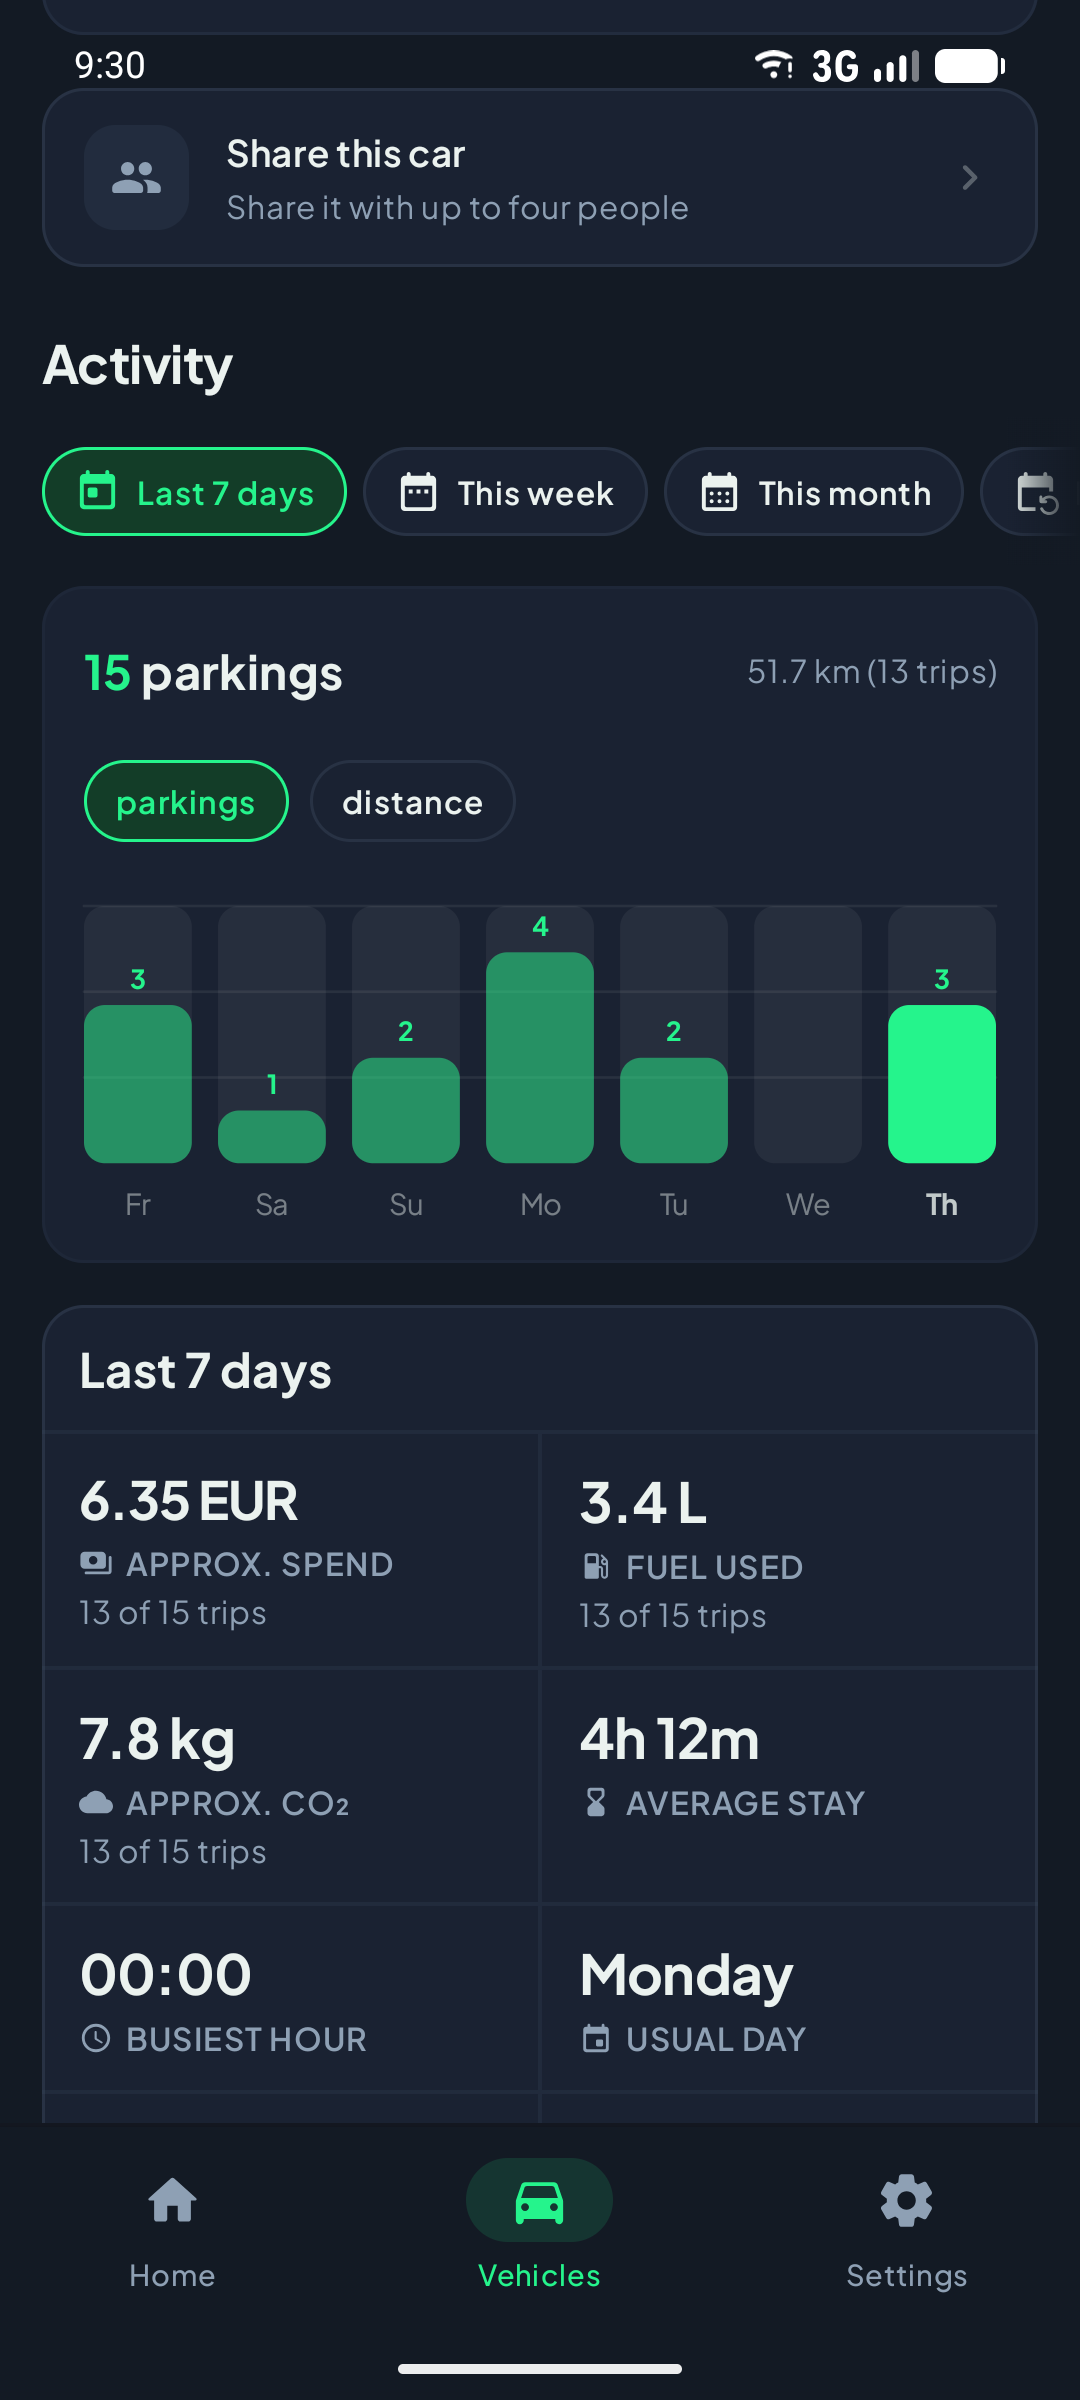 9:30
3G
Share this car
Share it with up to four people
Activity
Last 7 days
This week
This month
15 parkings
51.7 km (13 trips)
parkings
distance
3
1
2
4
2
3
Fr
Sa
Su
Mo
Tu
We
Th
Last 7 days
6.35 EUR
APPROX. SPEND
13 of 15 trips
3.4 L
FUEL USED
13 of 15 trips
7.8 kg
APPROX. CO₂
13 of 15 trips
4h 12m
AVERAGE STAY
00:00
BUSIEST HOUR
Monday
USUAL DAY
Home
Vehicles
Settings